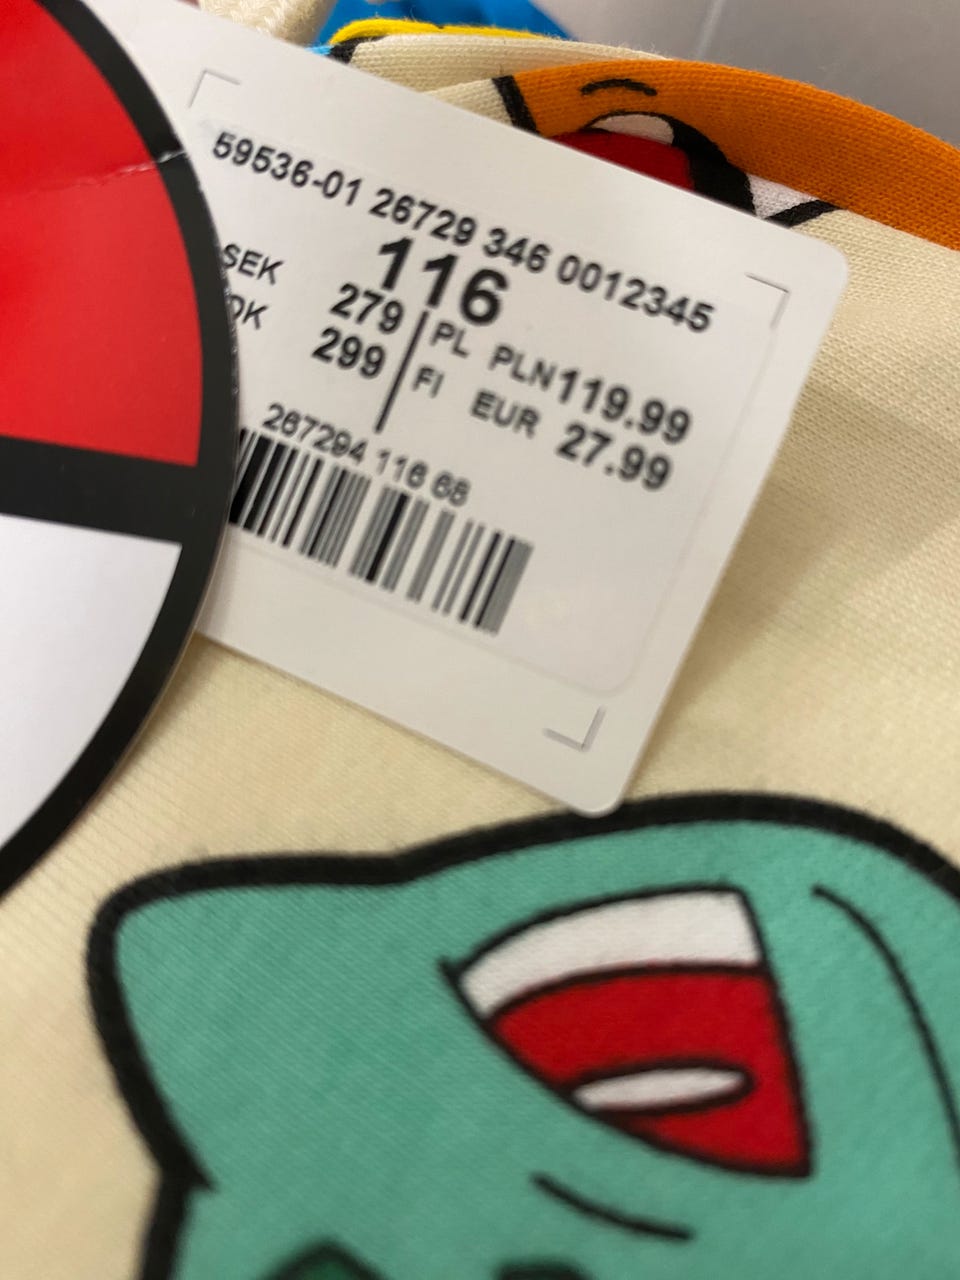 59536-01 26729 346 0012345
116
SEK 279 PL PLN119.99
299 FI EUR 27.99
267294 116 68